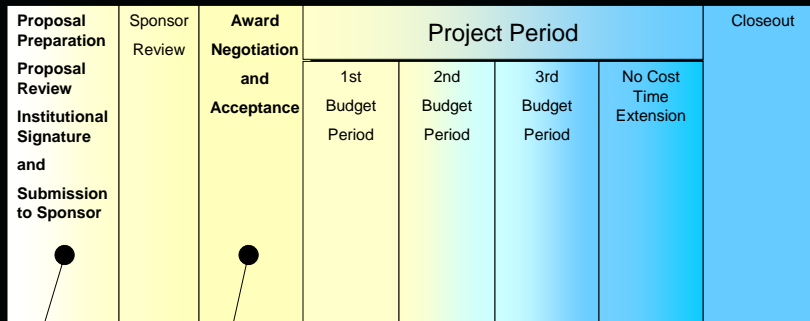 Proposal
Preparation
Proposal
Review
Institutional
Signature
and
Submission
to Sponsor
Sponsor
Review
Award
Negotiation
and
Acceptance
Project Period
1st
Budget
Period
2nd
Budget
Period
3rd
Budget
Period
No Cost
Time
Extension
Closeout